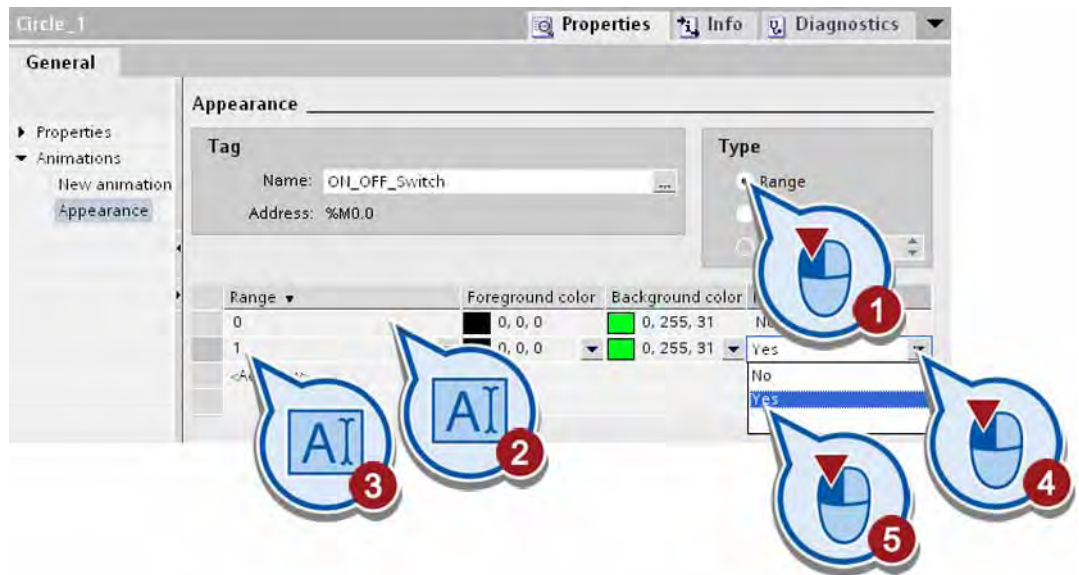 Circle_1 Properties Info Diagnostics
General
Appearance
Properties
Animations
New animation
Appearance
Tag
Name: ON_OFF_Switch ...
Address: %M0.0
Type
Range
Range Foreground color Background color
0 0, 0, 0 0, 255, 31
1 0, 0, 0 0, 255, 31 Yes
No
Yes
1
AI
2
AI
3
4
5